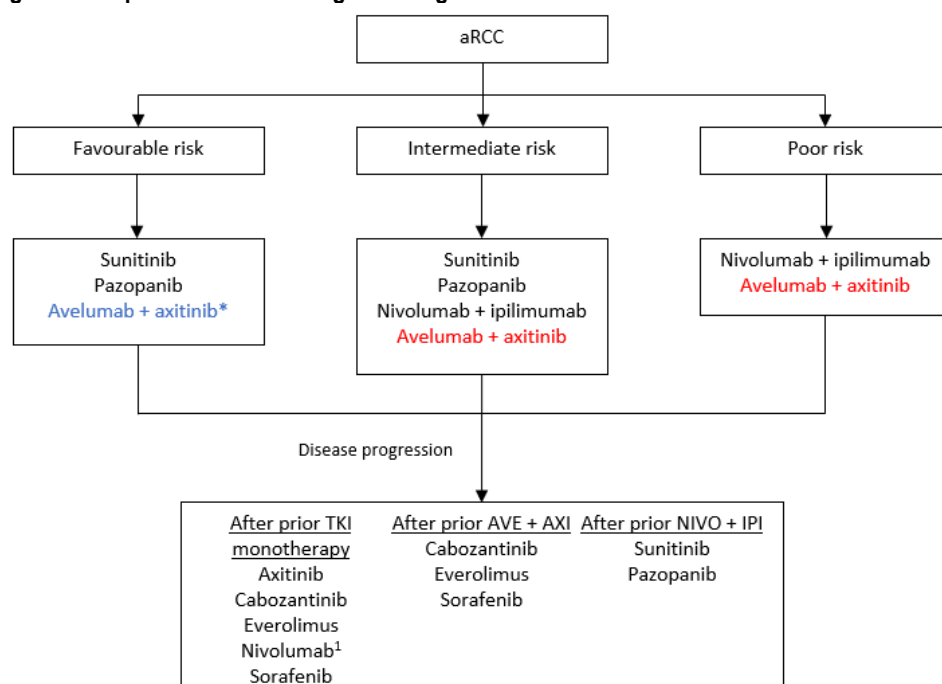 aRCC
Favourable risk
Intermediate risk
Poor risk
Sunitinib
Pazopanib
Avelumab + axitinib*
Sunitinib
Pazopanib
Nivolumab + ipilimumab
Avelumab + axitinib
Nivolumab + ipilimumab
Avelumab + axitinib
Disease progression
After prior TKI
monotherapy
Axitinib
Cabozantinib
Everolimus
Nivolumab¹
Sorafenib
After prior AVE + AXI
Cabozantinib
Everolimus
Sorafenib
After prior NIVO + IPI
Sunitinib
Pazopanib